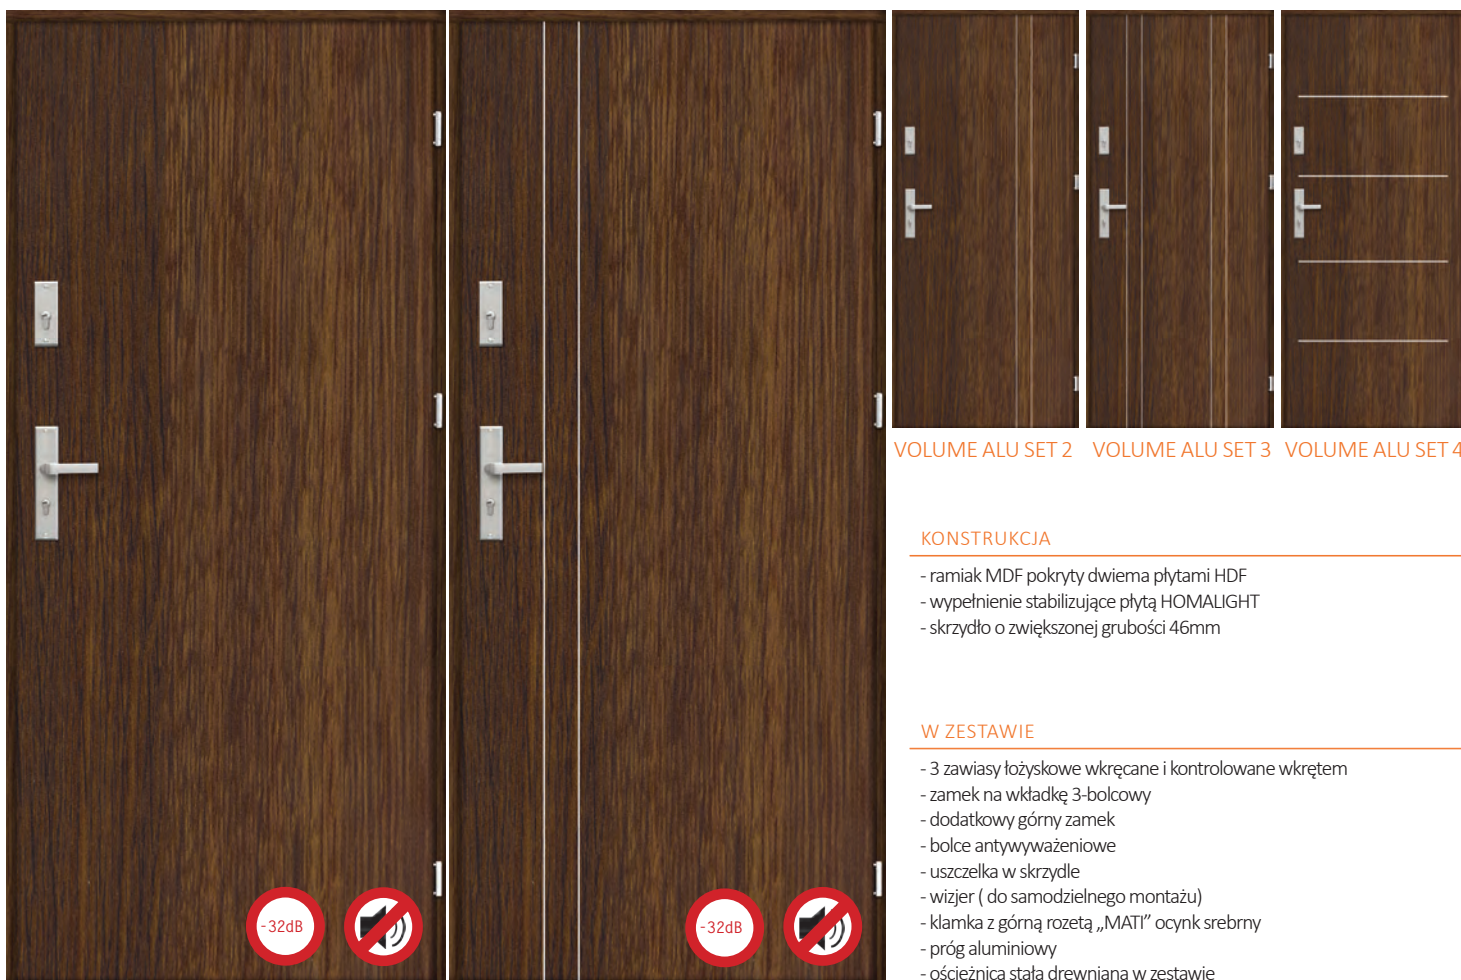 -32dB
-32dB
VOLUME ALU SET 2
VOLUME ALU SET 3
VOLUME ALU SET 4
KONSTRUKCJA
- ramiak MDF pokryty dwiema płytami HDF
- wypełnienie stabilizujące płytą HOMALIGHT
- skrzydło o zwiększonej grubości 46mm
W ZESTAWIE
- 3 zawiasy łożyskowe wkręcane i kontrolowane wkrętem
- zamek na wkładkę 3-bolcowy
- dodatkowy górny zamek
- bolce antywyważeniowe
- uszczelka w skrzydle
- wizjer ( do samodzielnego montażu)
- klamka z górną rozetą „MATI” ocynk srebrny
- próg aluminiowy
- ościeżnica stała drewniana w zestawie